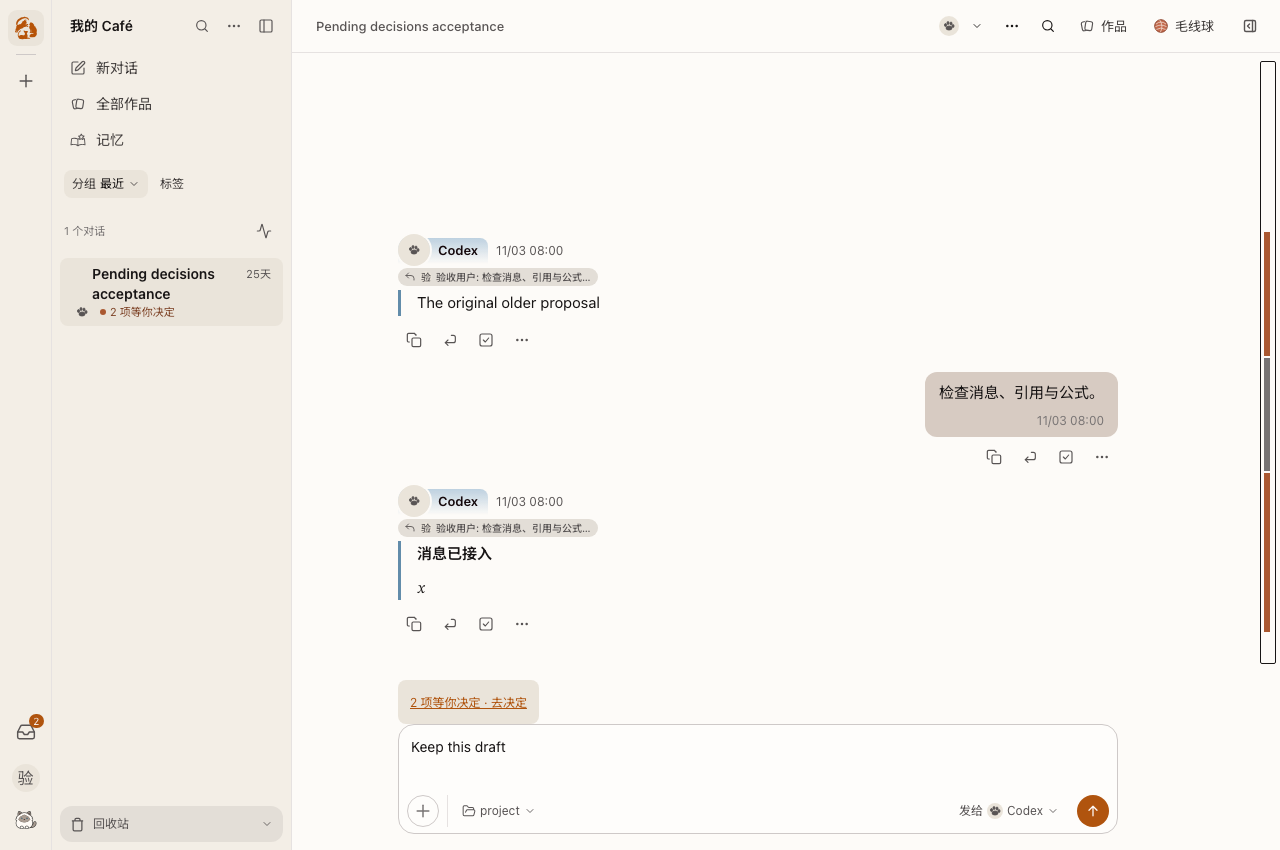 我的 Café
新对话
全部作品
记忆
分组 最近
标签
1 个对话
Pending decisions acceptance
25天
2 项等你决定
2
验
回收站
Pending decisions acceptance
作品
毛线球
Codex
11/03 08:00
验 验收用户: 检查消息、引用与公式...
The original older proposal
检查消息、引用与公式。
11/03 08:00
Codex
11/03 08:00
验 验收用户: 检查消息、引用与公式...
消息已接入
x
2 项等你决定 · 去决定
Keep this draft
project
发给
Codex